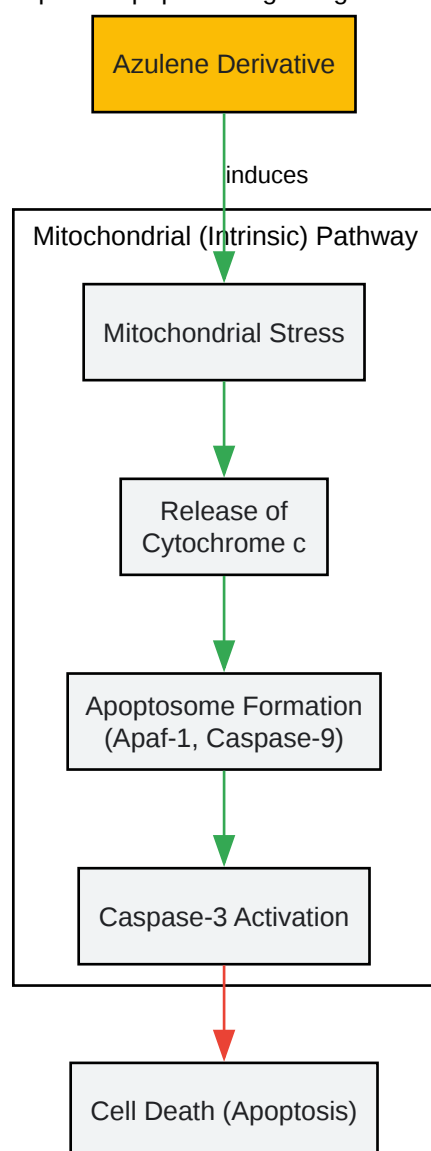 Azulene Derivative
induces
Mitochondrial (Intrinsic) Pathway
Mitochondrial Stress
Release of
Cytochrome c
Apoptosome Formation
(Apaf-1, Caspase-9)
Caspase-3 Activation
Cell Death (Apoptosis)